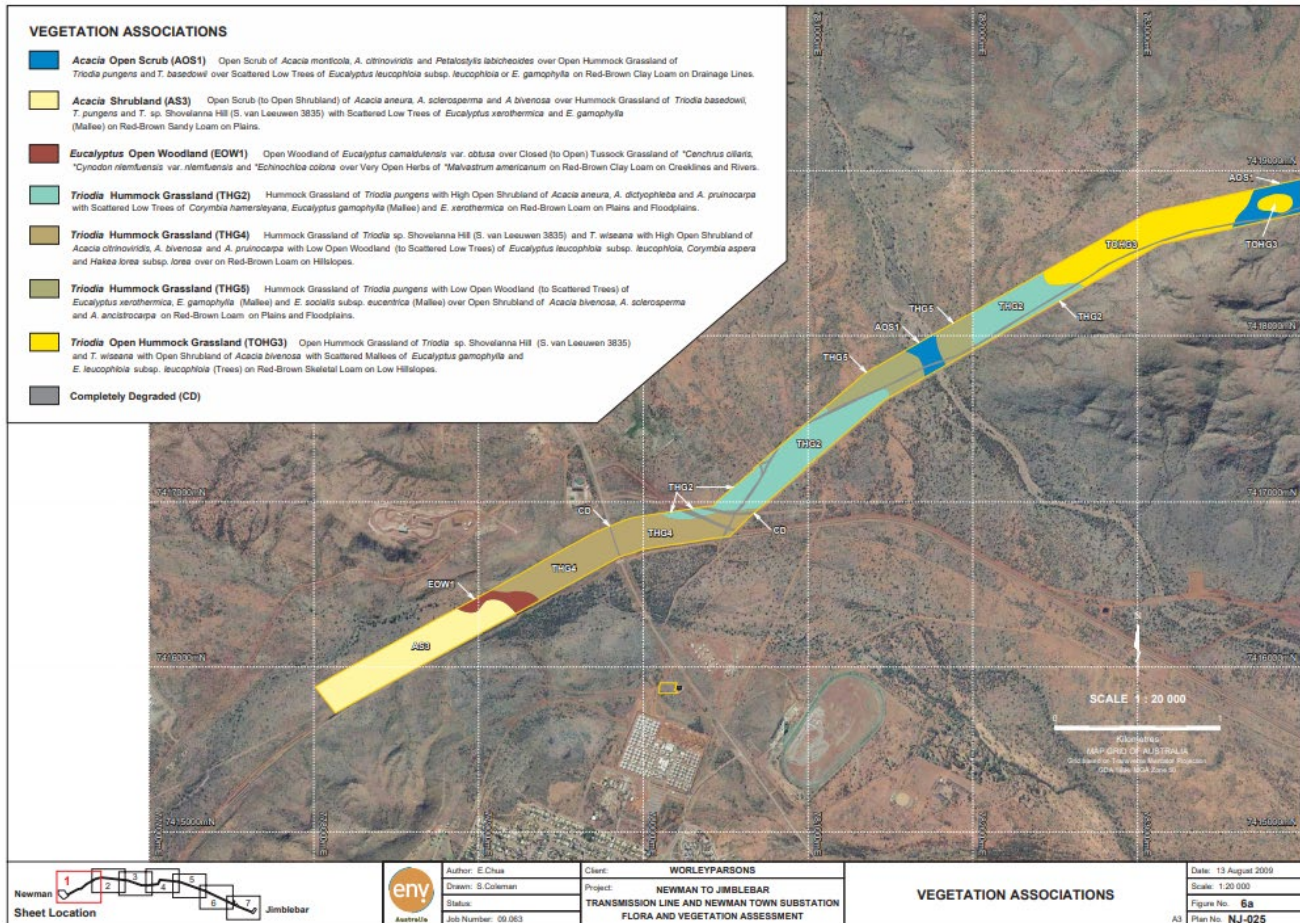 VEGETATION ASSOCIATIONS
Acacia Open Scrub (AOS1) Open Scrub of Acacia monticola, A. citrinoviridis and Petalostylis labicheoides over Open Hummock Grassland of
Triodia pungens and T. basedowii over Scattered Low Trees of Eucalyptus leucophloia subsp. leucophloia or E. gamophylla on Red-Brown Clay Loam on Drainage Lines.
Acacia Shrubland (AS3) Open Scrub (to Open Shrubland) of Acacia aneura, A. sclerosperma and A bivenosa over Hummock Grassland of Triodia basedowii,
T. pungens and T. sp. Shovelanna Hill (S. van Leeuwen 3835) with Scattered Low Trees of Eucalyptus xerothermica and E. gamophylla
(Mallee) on Red-Brown Sandy Loam on Plains.
Eucalyptus Open Woodland (EOW1) Open Woodland of Eucalyptus camaldulensis var. obtusa over Closed (to Open) Tussock Grassland of *Cenchrus ciliaris,
*Cynodon nlemfuensis var. nlemfuensis and *Echinochloa colona over Very Open Herbs of *Malvastrum americanum on Red-Brown Clay Loam on Creeklines and Rivers.
Triodia Hummock Grassland (THG2) Hummock Grassland of Triodia pungens with High Open Shrubland of Acacia aneura, A. dictyophleba and A. pruinocarpa
with Scattered Low Trees of Corymbia hamersleyana, Eucalyptus gamophylla (Mallee) and E. xerothermica on Red-Brown Loam on Plains and Floodplains.
Triodia Hummock Grassland (THG4) Hummock Grassland of Triodia sp. Shovelanna Hill (S. van Leeuwen 3835) and T. wiseana with High Open Shrubland of
Acacia citrinoviridis, A. bivenosa and A. pruinocarpa with Low Open Woodland (to Scattered Low Trees) of Eucalyptus leucophloia subsp. leucophloia, Corymbia aspera
and Hakea lorea subsp. lorea over on Red-Brown Loam on Hillslopes.
Triodia Hummock Grassland (THG5) Hummock Grassland of Triodia pungens with Low Open Woodland (to Scattered Trees) of
Eucalyptus xerothermica, E. gamophylla (Mallee) and E. socialis subsp. eucentrica (Mallee) over Open Shrubland of Acacia bivenosa, A. sclerosperma
and A. ancistrocarpa on Red-Brown Loam on Plains and Floodplains.
Triodia Open Hummock Grassland (TOHG3) Open Hummock Grassland of Triodia sp. Shovelanna Hill (S. van Leeuwen 3835)
and T. wiseana with Open Shrubland of Acacia bivenosa with Scattered Mallees of Eucalyptus gamophylla and
E. leucophloia subsp. leucophloia (Trees) on Red-Brown Skeletal Loam on Low Hillslopes.
Completely Degraded (CD)
7419000mN
AOS1
TOHG3
TOHG3
THG2
THG2
THG5
AOS1
7418000mN
THG5
THG2
THG2
7417000mN
7417000mN
CD
CD
THG4
THG4
EOW1
AS3
7416000mN
7416000mN
SCALE 1 : 20 000
0 1
Kilometres
MAP GRID OF AUSTRALIA
7415000mN
7415000mN
Newman
1
2
3
4
5
6
7
Jimblebar
Sheet Location
env
Australia
Author: E.Chua
Drawn: S.Coleman
Status:
Job Number: 09.063
Client: WORLEYPARSONS
Project: NEWMAN TO JIMBLEBAR
TRANSMISSION LINE AND NEWMAN TOWN SUBSTATION
FLORA AND VEGETATION ASSESSMENT
VEGETATION ASSOCIATIONS
Date: 13 August 2009
Scale: 1:20 000
Figure No. 6a
A3 Plan No. NJ-025